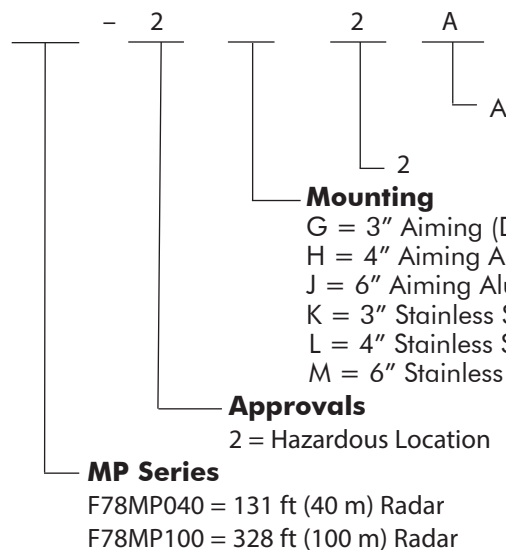 – 2 2 A
A
2
Mounting
G = 3" Aiming
H = 4" Aiming
J = 6" Aiming
K = 3" Stainless
L = 4" Stainless
M = 6" Stainless
Approvals
2 = Hazardous Location
MP Series
F78MP040 = 131 ft (40 m) Radar
F78MP100 = 328 ft (100 m) Radar